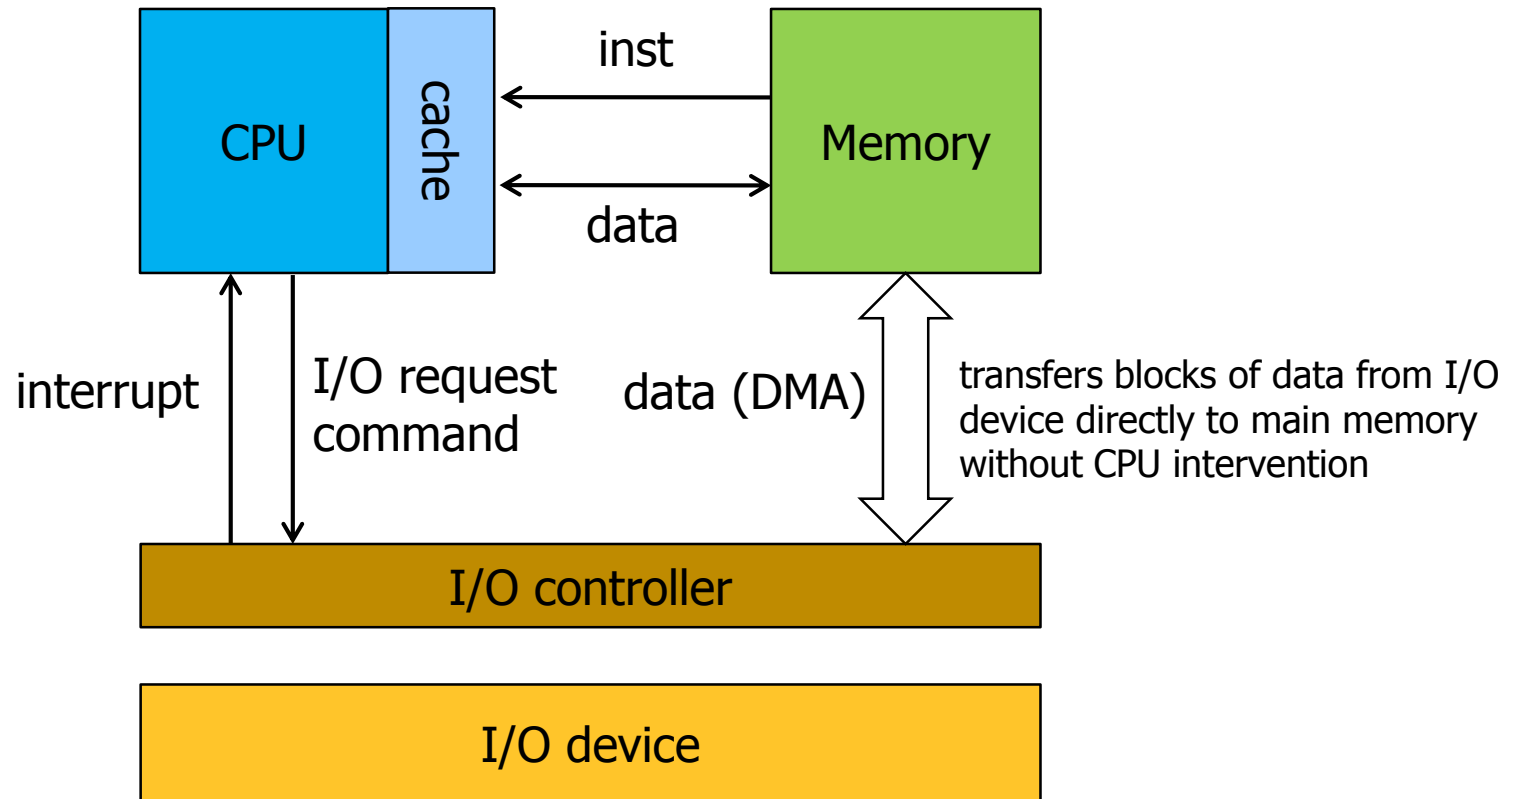 inst
CPU
cache
Memory
data
interrupt
I/O request
command
data (DMA)
transfers blocks of data from I/O
device directly to main memory
without CPU intervention
I/O controller
I/O device